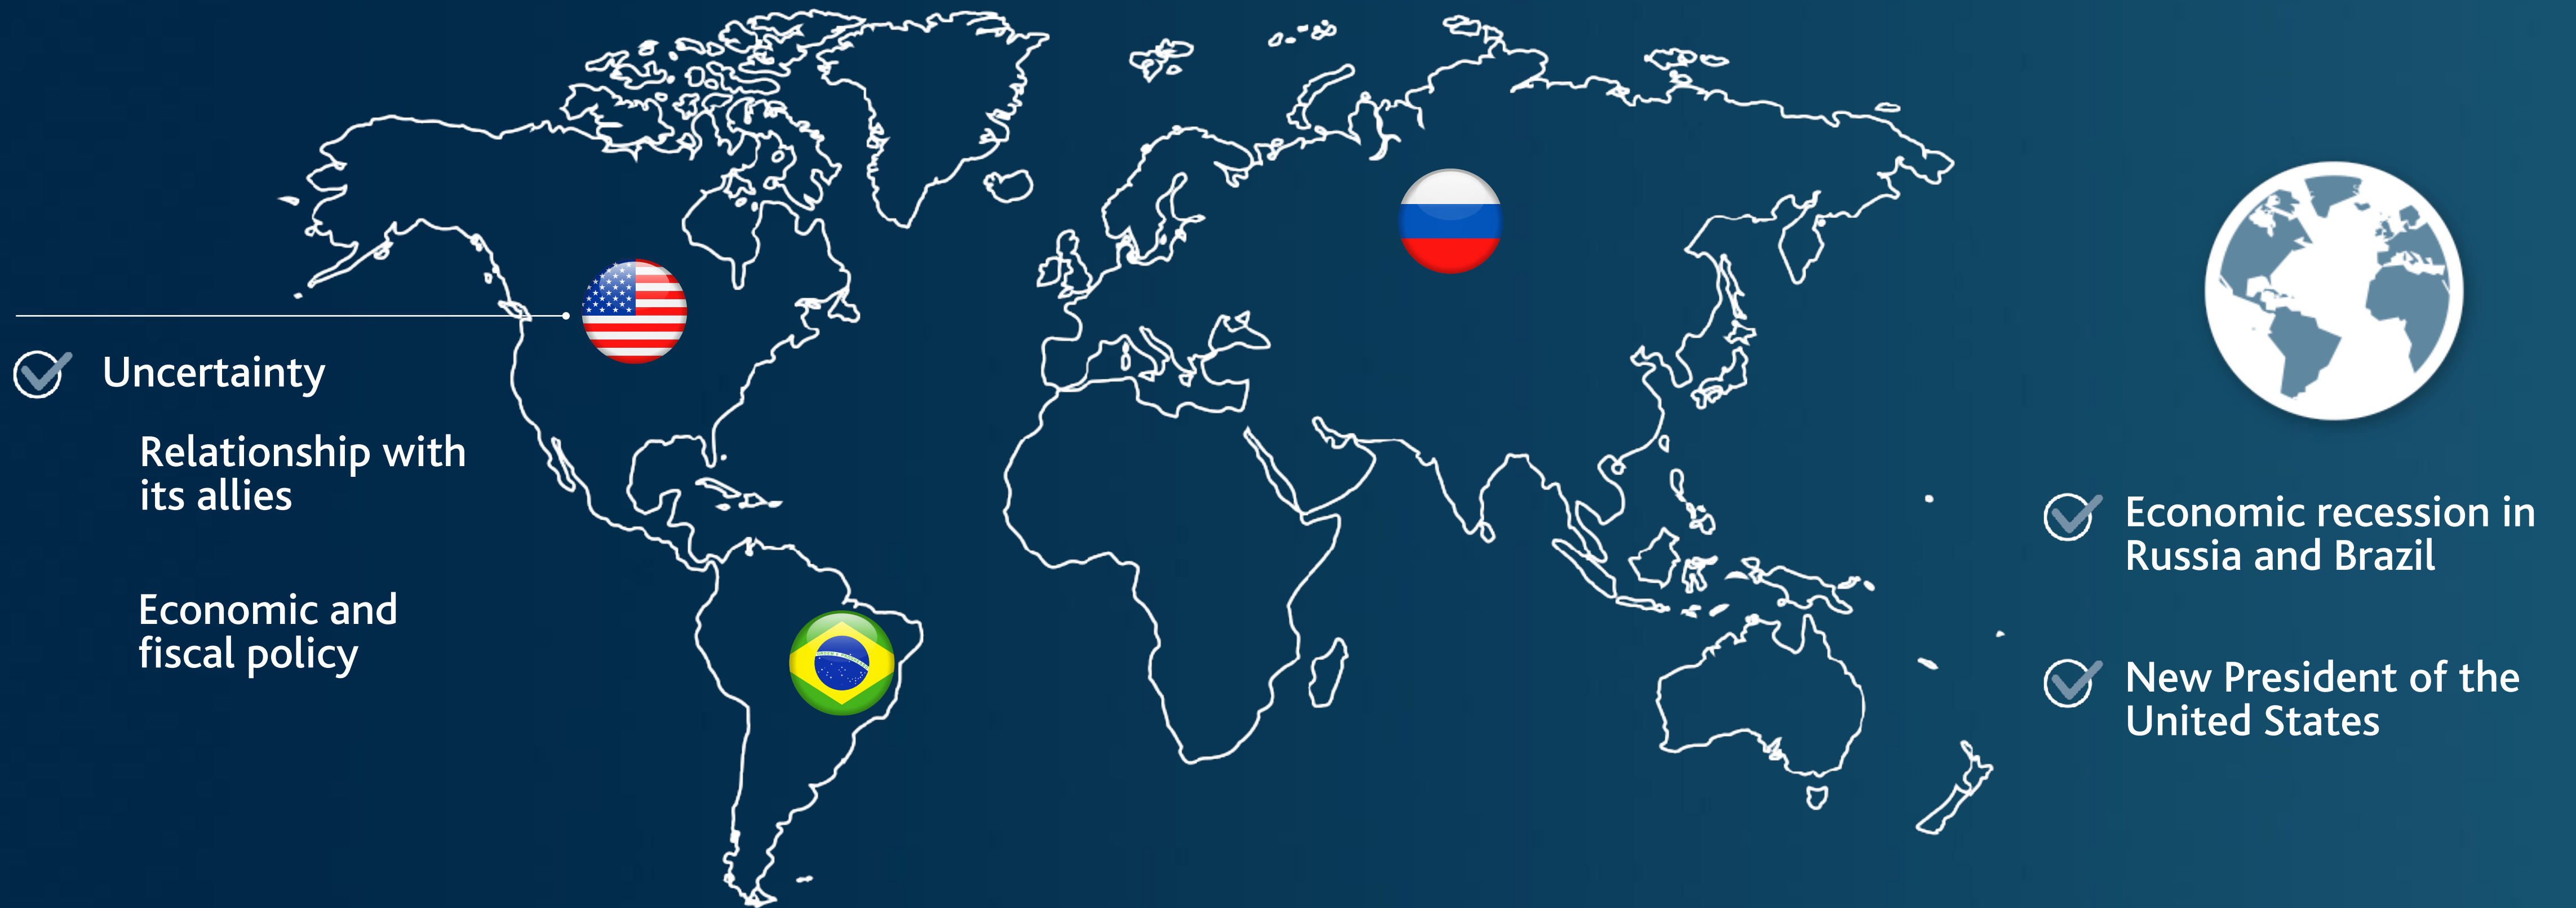 Uncertainty
Relationship with
its allies
Economic and
fiscal policy
Economic recession in
Russia and Brazil
New President of the
United States